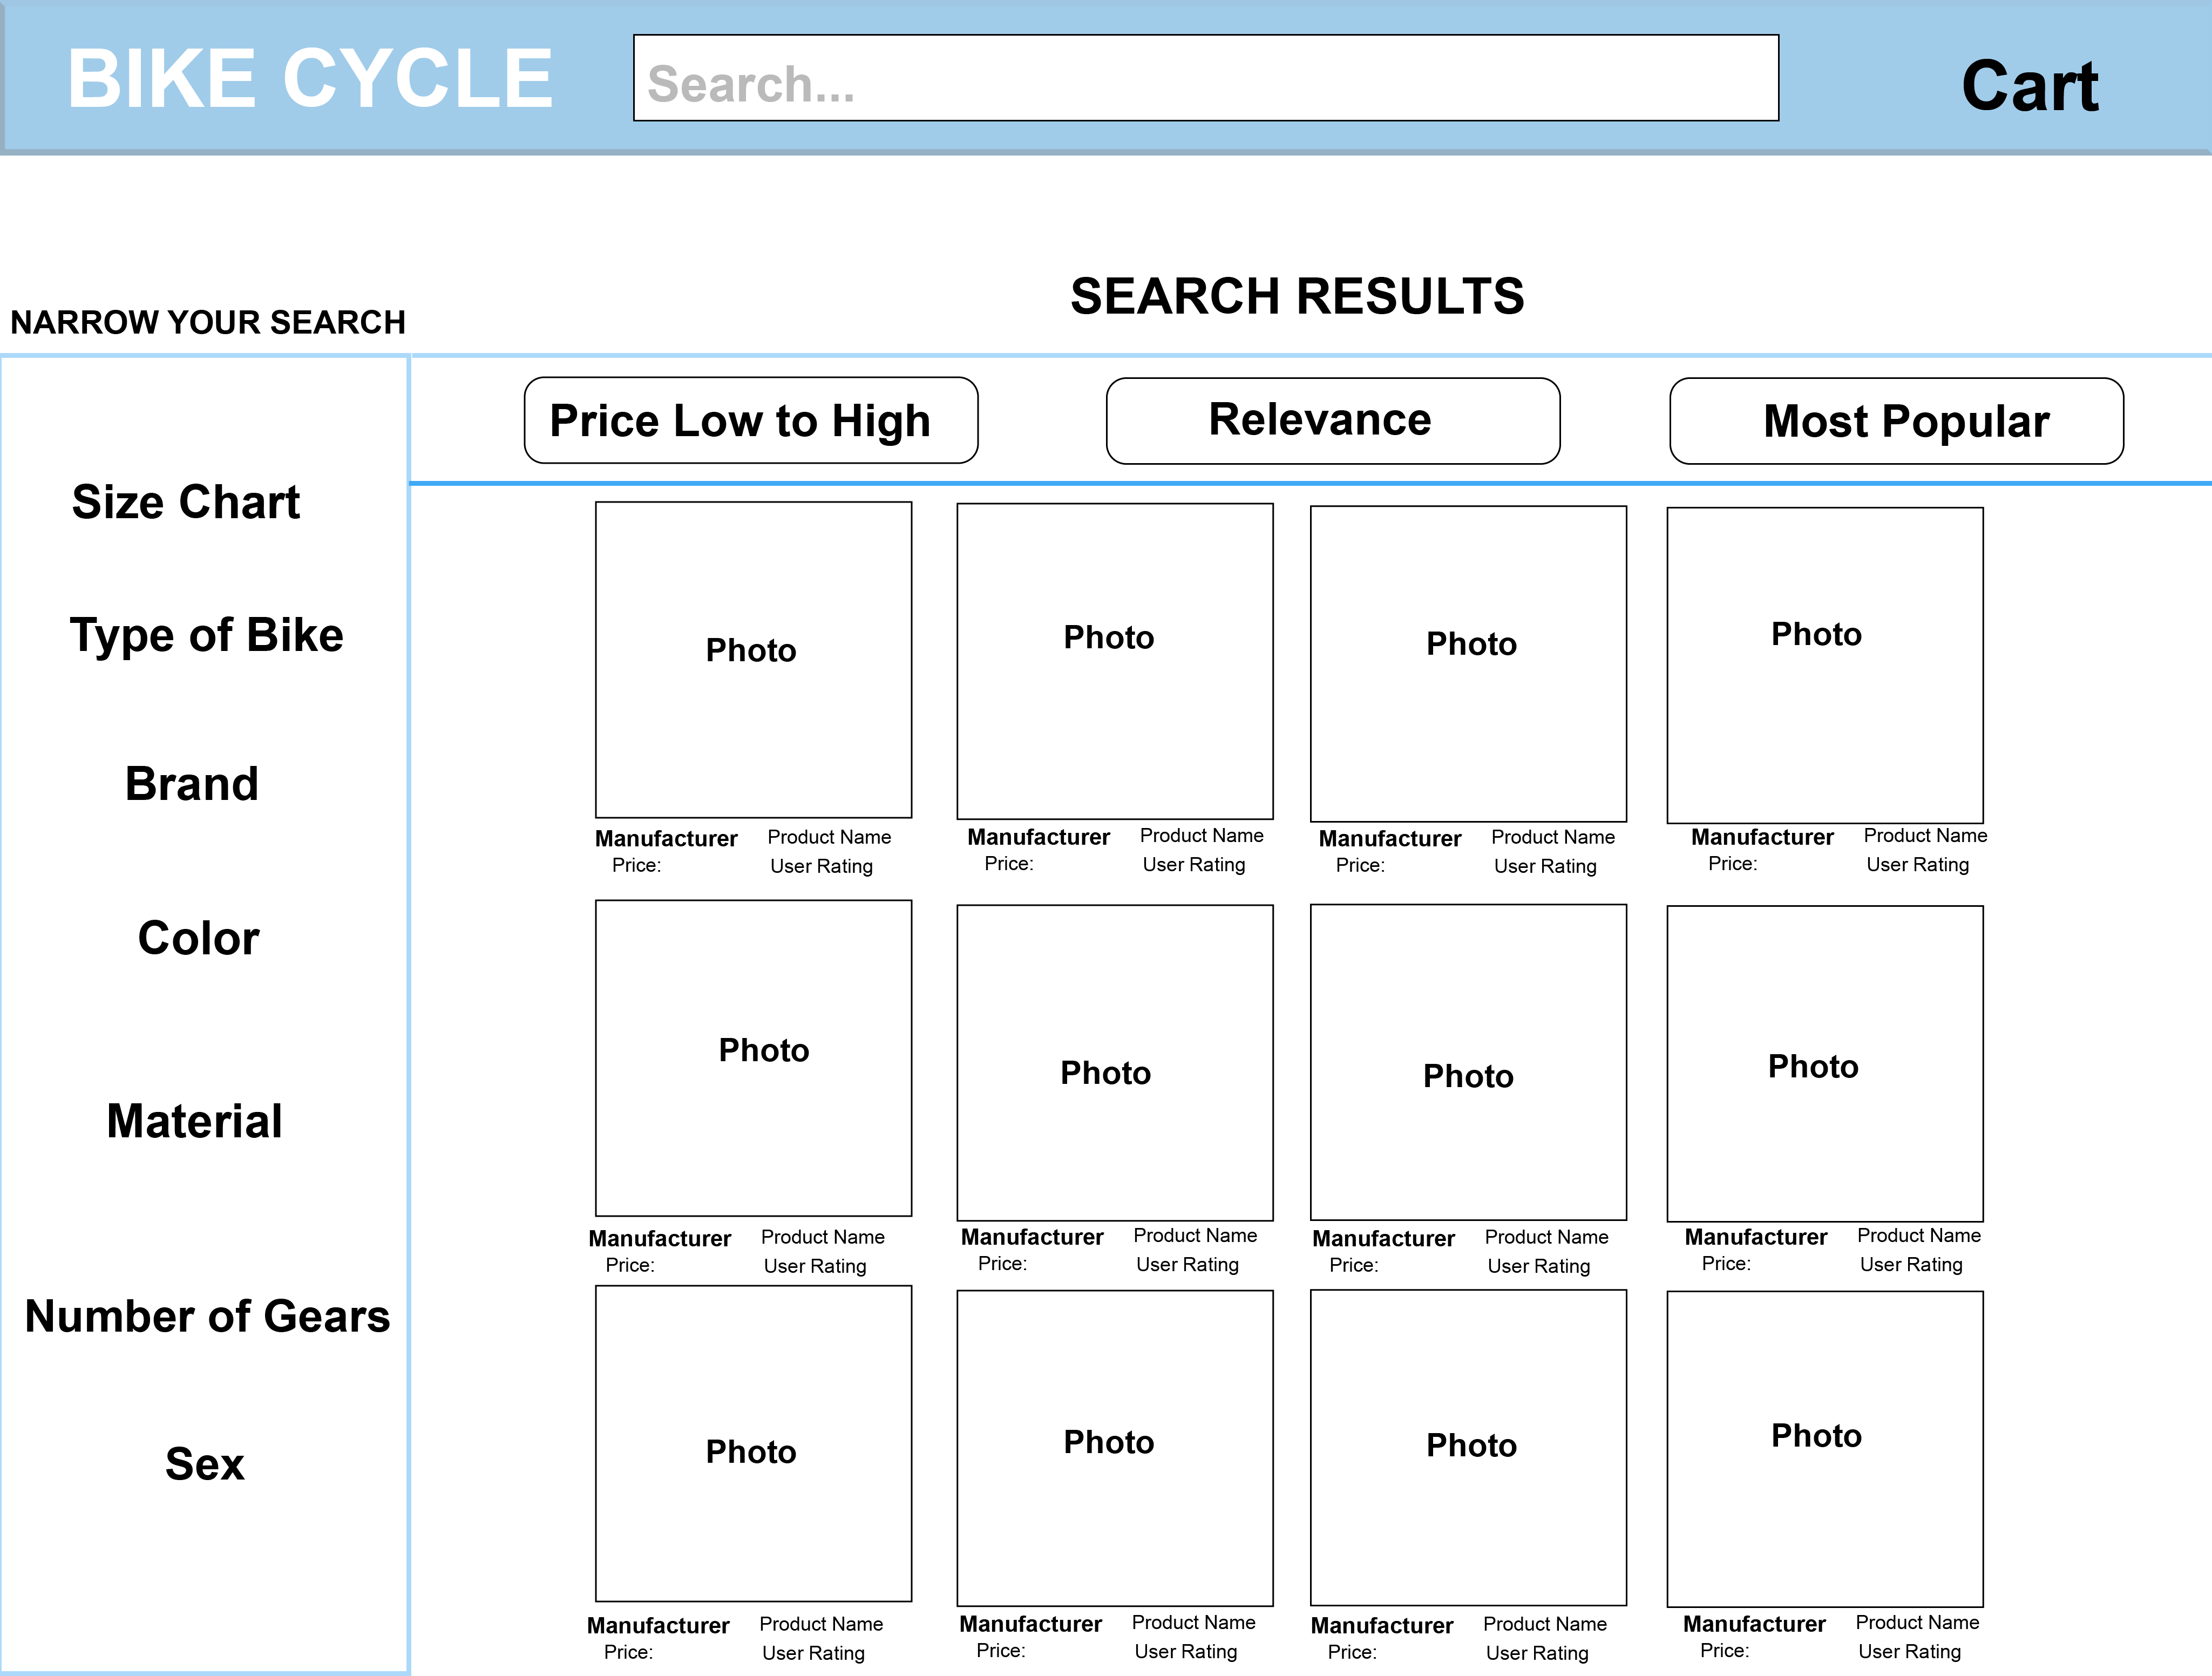 BIKE CYCLE
Search...
Cart
SEARCH RESULTS
NARROW YOUR SEARCH
Price Low to High
Relevance
Most Popular
Size Chart
Type of Bike
Brand
Color
Material
Number of Gears
Sex
Photo
Photo
Photo
Photo
Manufacturer Product Name
Price: User Rating
Manufacturer Product Name
Price: User Rating
Manufacturer Product Name
Price: User Rating
Manufacturer Product Name
Price: User Rating
Photo
Photo
Photo
Photo
Manufacturer Product Name
Price: User Rating
Manufacturer Product Name
Price: User Rating
Manufacturer Product Name
Price: User Rating
Manufacturer Product Name
Price: User Rating
Photo
Photo
Photo
Photo
Manufacturer Product Name
Price: User Rating
Manufacturer Product Name
Price: User Rating
Manufacturer Product Name
Price: User Rating
Manufacturer Product Name
Price: User Rating